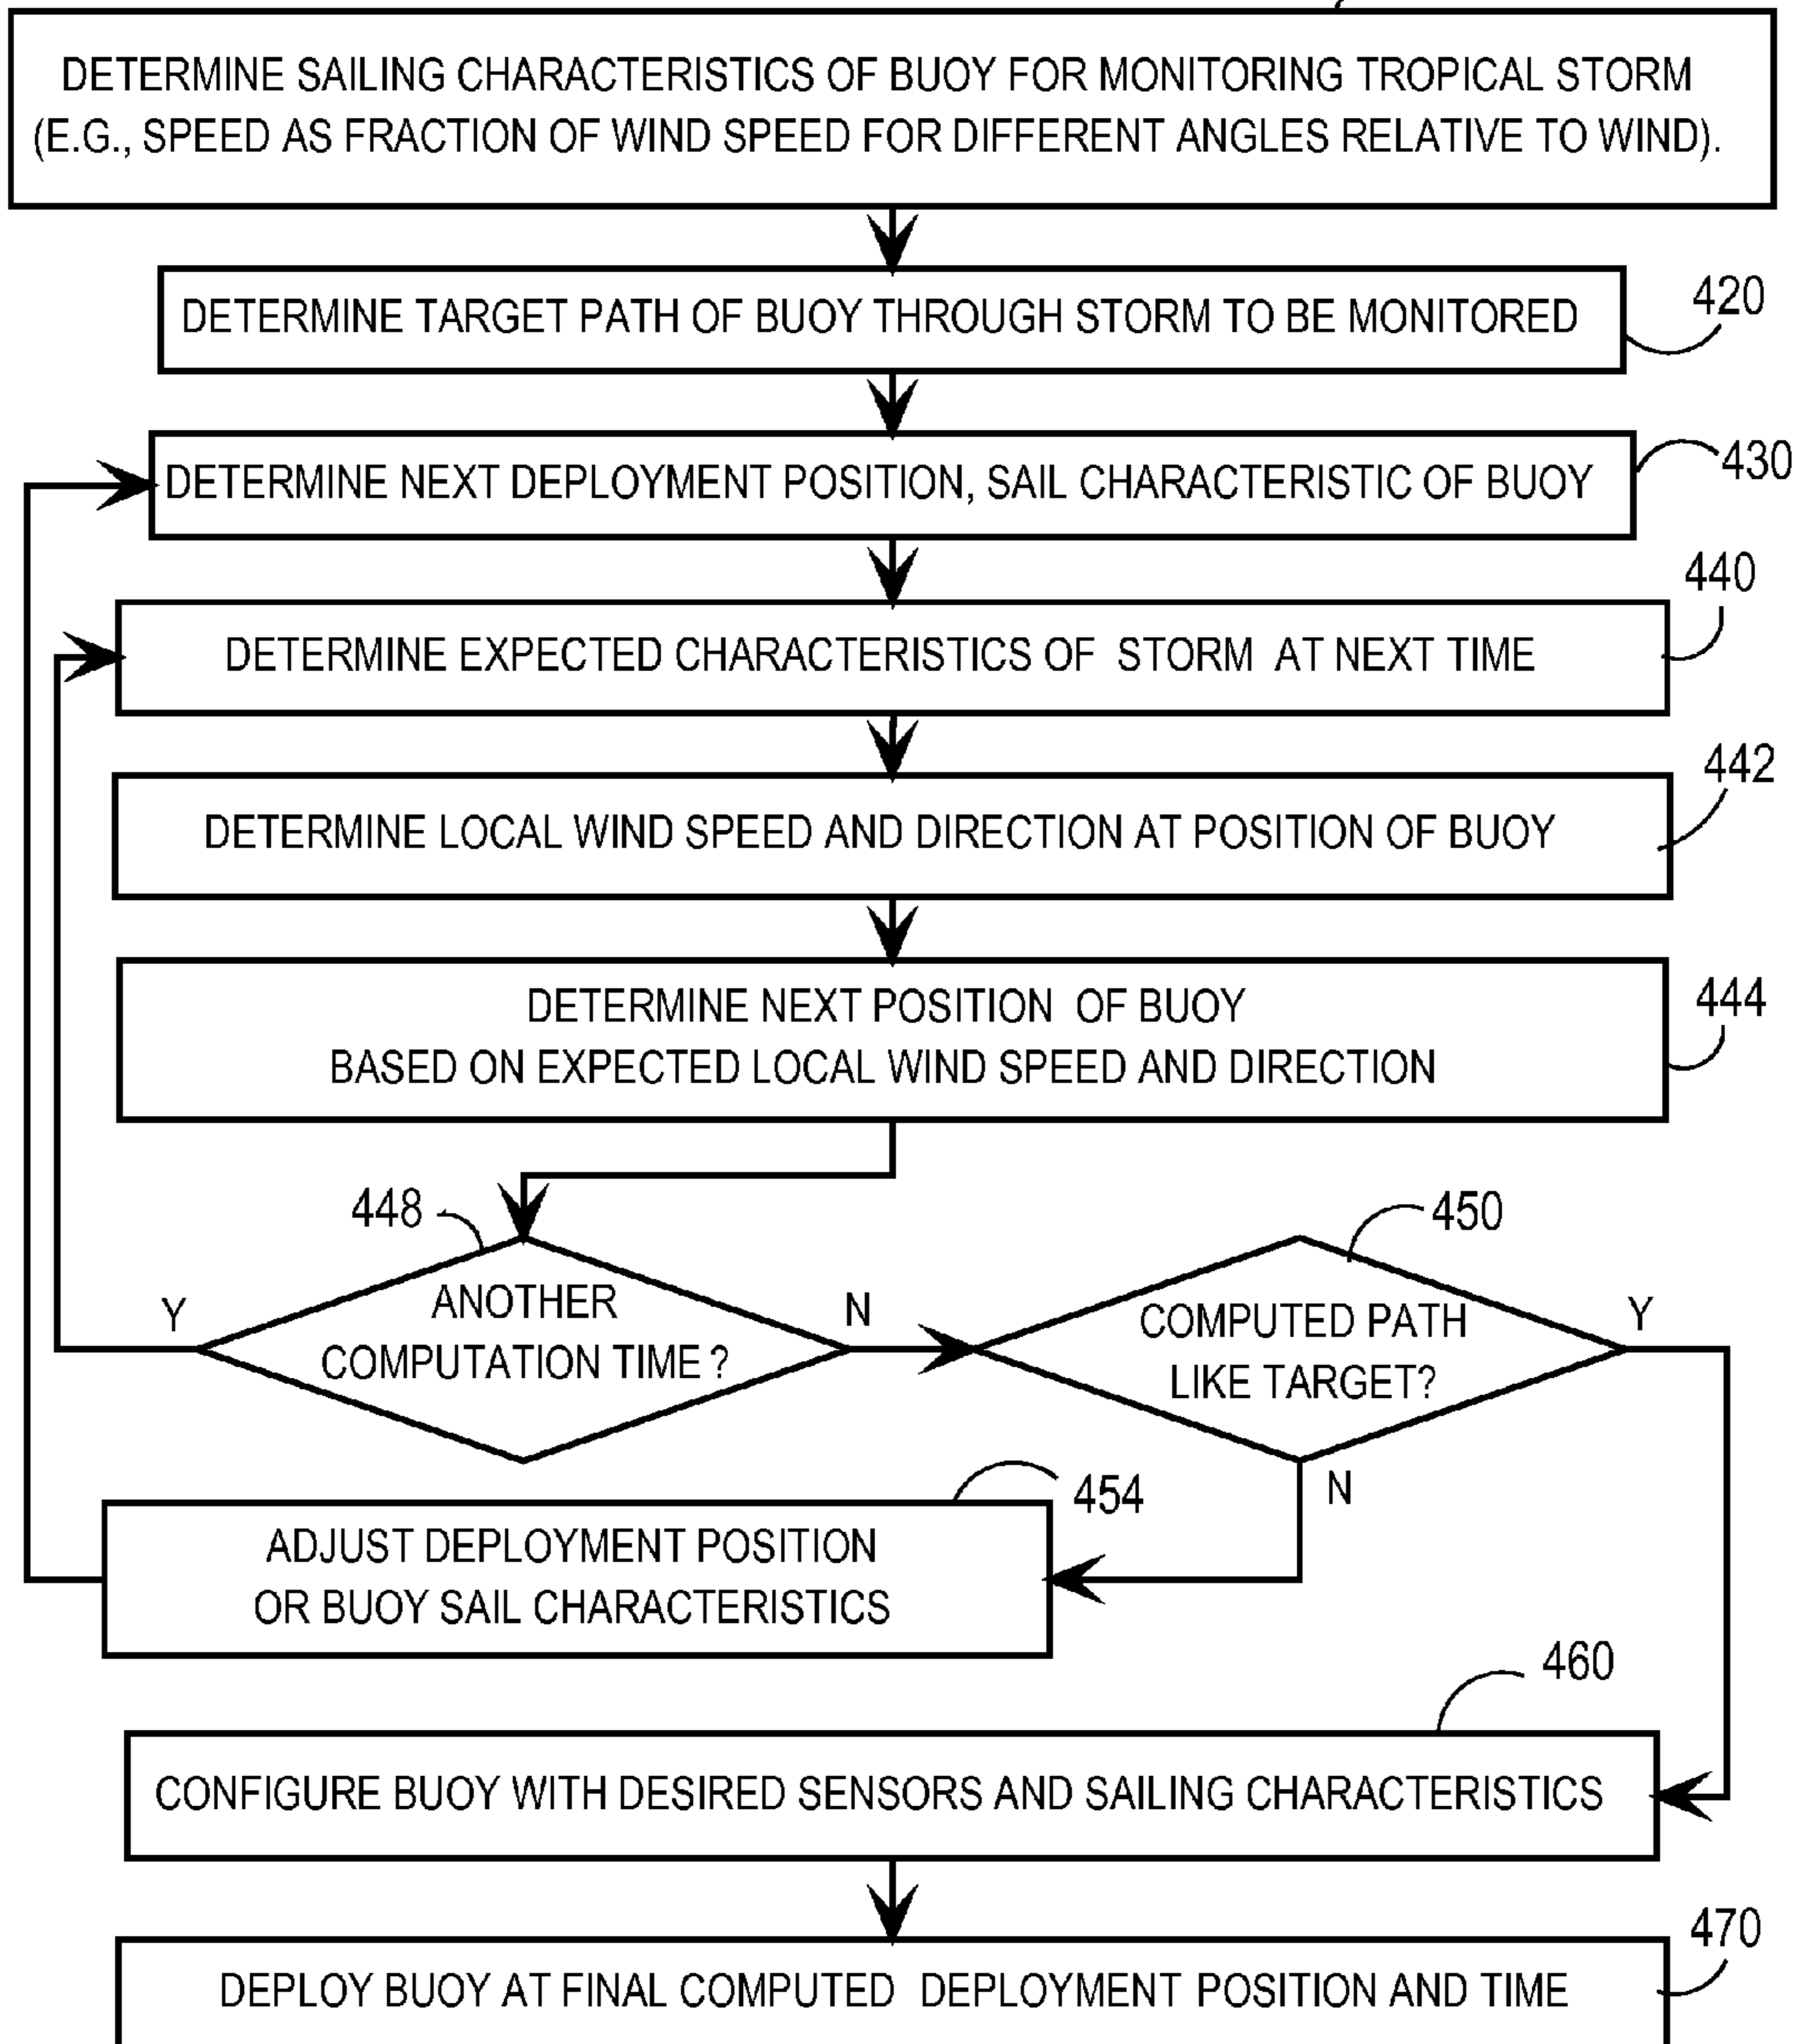 DETERMINE SAILING CHARACTERISTICS OF BUOY FOR MONITORING TROPICAL STORM
(E.G., SPEED AS FRACTION OF WIND SPEED FOR DIFFERENT ANGLES RELATIVE TO WIND).
DETERMINE TARGET PATH OF BUOY THROUGH STORM TO BE MONITORED
420
DETERMINE NEXT DEPLOYMENT POSITION, SAIL CHARACTERISTIC OF BUOY
430
440
DETERMINE EXPECTED CHARACTERISTICS OF STORM AT NEXT TIME
442
DETERMINE LOCAL WIND SPEED AND DIRECTION AT POSITION OF BUOY
444
DETERMINE NEXT POSITION OF BUOY
BASED ON EXPECTED LOCAL WIND SPEED AND DIRECTION
448
450
Y
ANOTHER
COMPUTATION TIME ?
N
COMPUTED PATH
LIKE TARGET?
Y
N
454
ADJUST DEPLOYMENT POSITION
OR BUOY SAIL CHARACTERISTICS
460
CONFIGURE BUOY WITH DESIRED SENSORS AND SAILING CHARACTERISTICS
470
DEPLOY BUOY AT FINAL COMPUTED DEPLOYMENT POSITION AND TIME